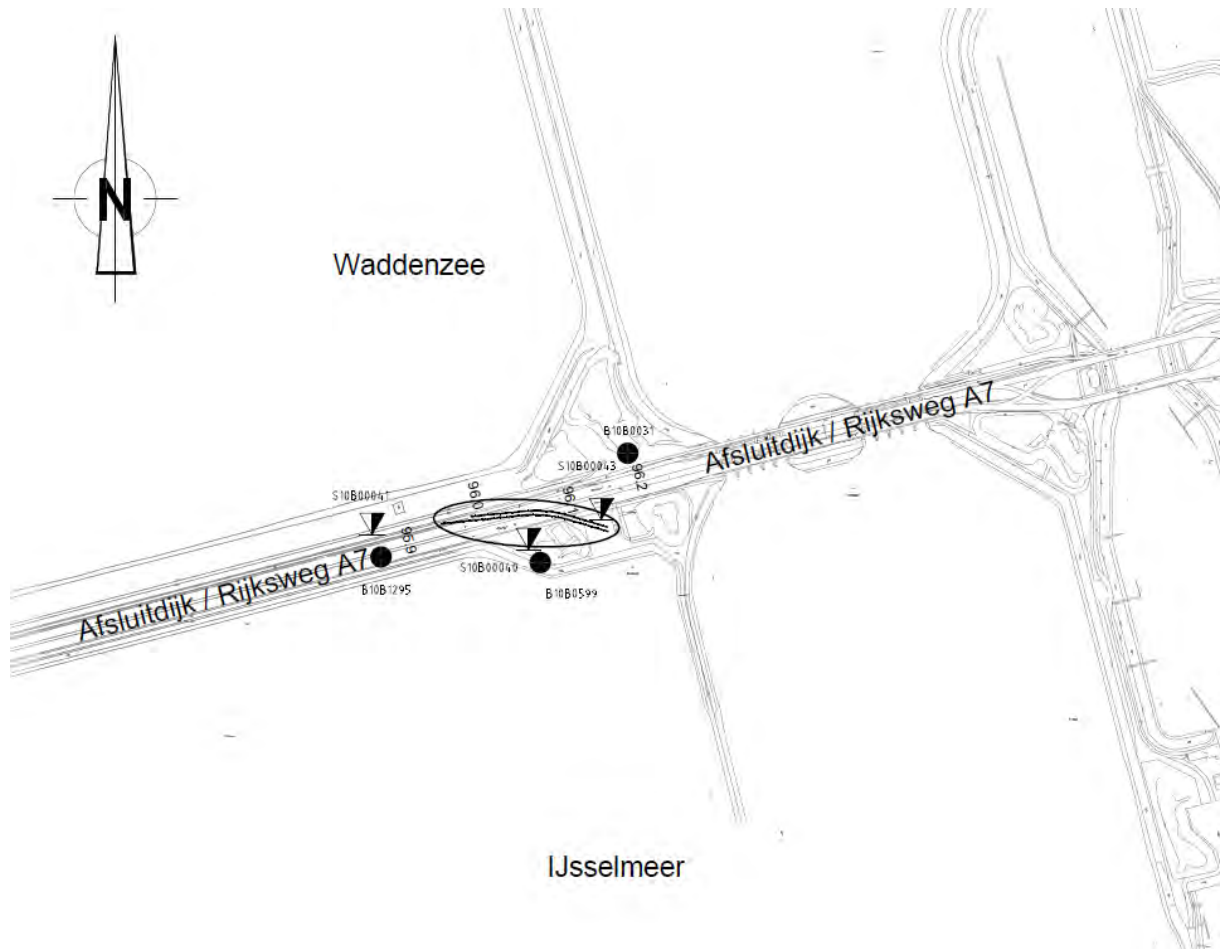 N
Waddenzee
B10B0031
Afsluitdijk / Rijksweg A7
S10B00043
96.2
96.0
S10B00041
96.9
Afsluitdijk / Rijksweg A7
S10B00040
B10B1295
B10B0599
IJsselmeer